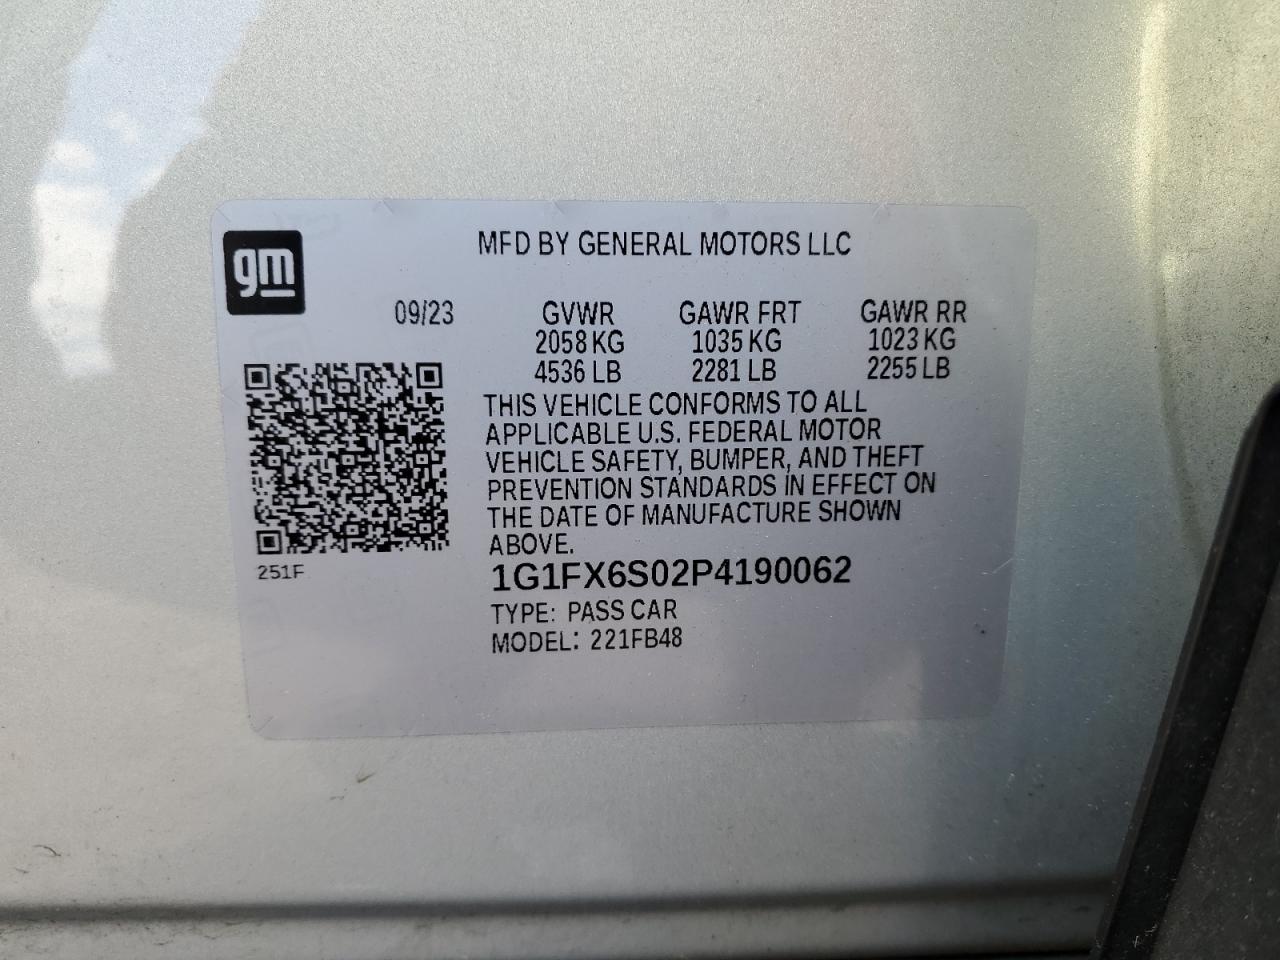 gm
MFD BY GENERAL MOTORS LLC
09/23 GVWR GAWR FRT GAWR RR
2058 KG 1035 KG 1023 KG
4536 LB 2281 LB 2255 LB
THIS VEHICLE CONFORMS TO ALL
APPLICABLE U.S. FEDERAL MOTOR
VEHICLE SAFETY, BUMPER, AND THEFT
PREVENTION STANDARDS IN EFFECT ON
THE DATE OF MANUFACTURE SHOWN
ABOVE.
251F
1G1FX6S02P4190062
TYPE: PASS CAR
MODEL: 221FB48